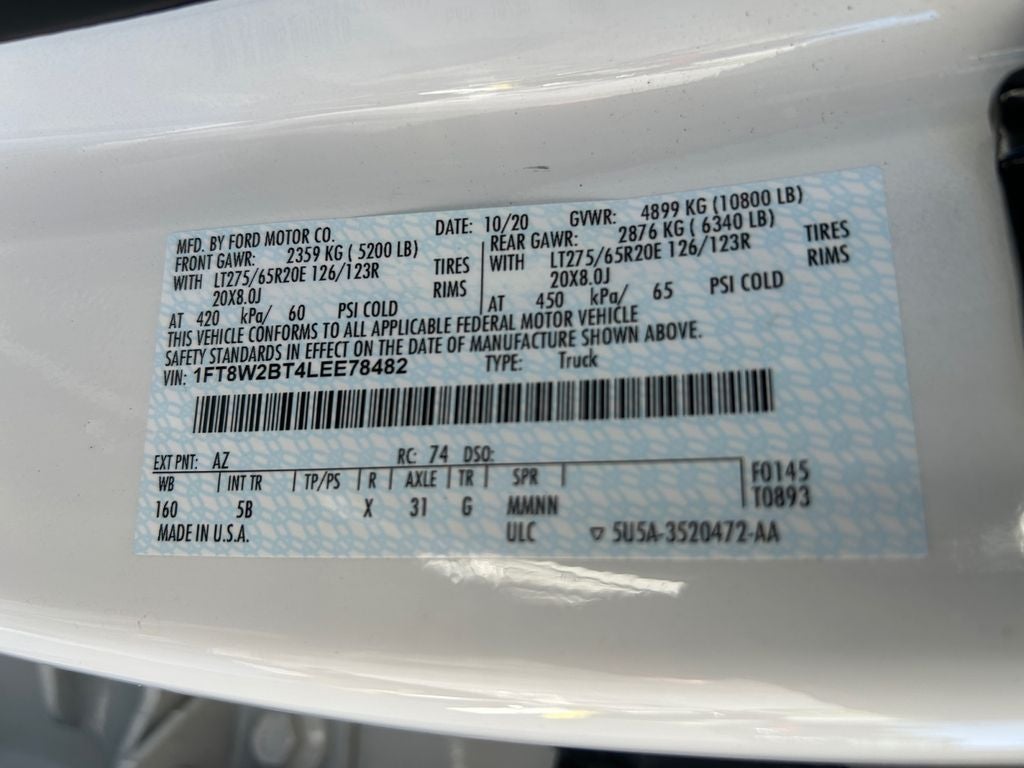 MFD. BY FORD MOTOR CO. DATE: 10/20 GVWR: 4899 KG (10800 LB)
FRONT GAWR: 2359 KG ( 5200 LB) REAR GAWR: 2876 KG ( 6340 LB)
WITH LT275/65R20E 126/123R TIRES WITH LT275/65R20E 126/123R TIRES
20X8.0J RIMS 20X8.0J RIMS
AT 420 kPa/ 60 PSI COLD AT 450 kPa/ 65 PSI COLD
THIS VEHICLE CONFORMS TO ALL APPLICABLE FEDERAL MOTOR VEHICLE
SAFETY STANDARDS IN EFFECT ON THE DATE OF MANUFACTURE SHOWN ABOVE.
VIN: 1FT8W2BT4LEE78482 TYPE: Truck
EXT PNT: AZ RC: 74 DSO:
WB INT TR TP/PS R AXLE TR SPR F0145
160 5B X 31 G MMNN T0893
MADE IN U.S.A. ULC ▽ 5U5A-3520472-AA